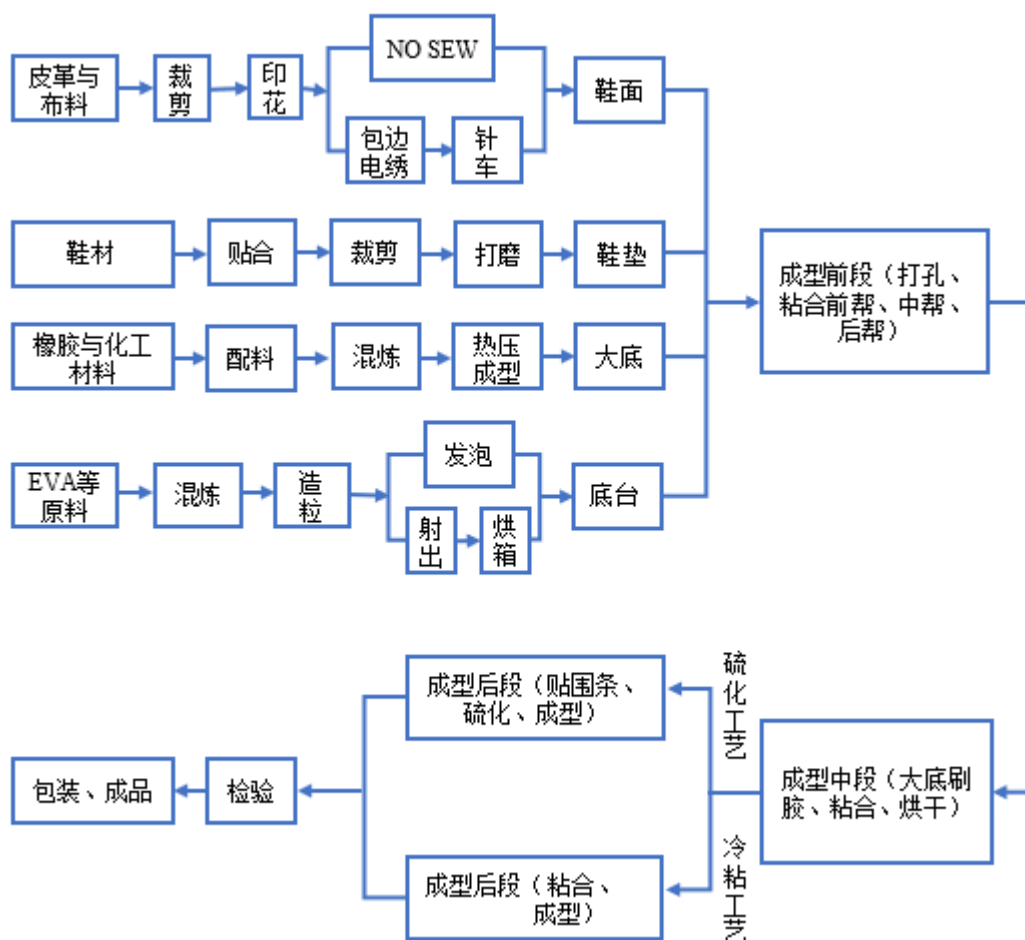 NO SEW
皮革与
布料
裁
剪
印
花
包边
电绣
针
车
鞋面
鞋材
贴合
裁剪
打磨
鞋垫
橡胶与化工
材料
配料
混炼
热压
成型
大底
EVA等
原料
混炼
造
粒
发泡
射
出
烘
箱
底台
成型前段（打孔、
粘合前帮、中帮、
后帮）
成型中段（大底刷
胶、粘合、烘干）
硫化工艺
冷粘工艺
成型后段（贴围条、
硫化、成型）
成型后段（粘合、
成型）
检验
包装、成品